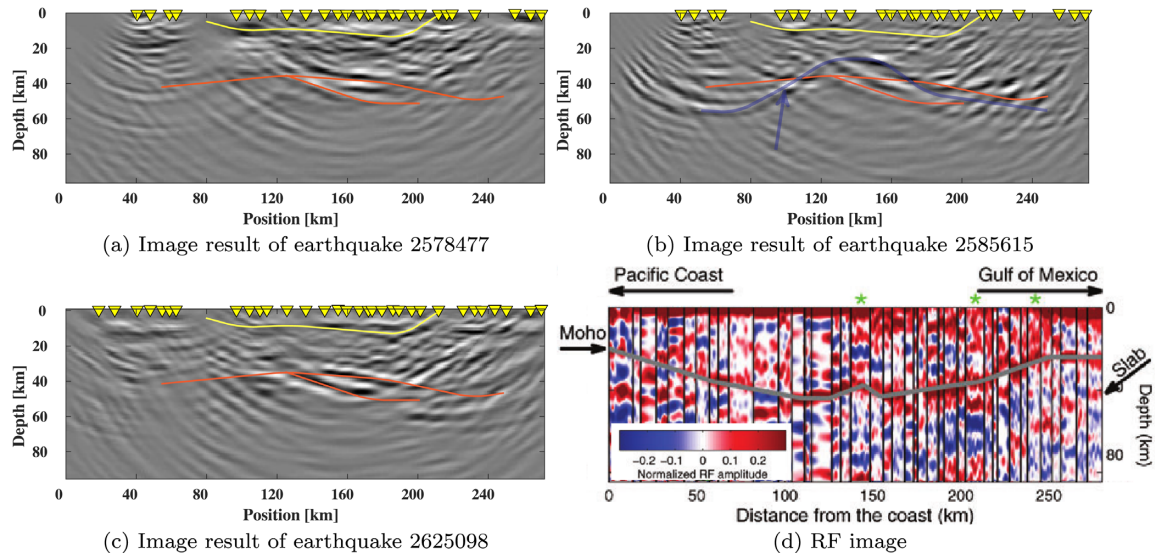 0
20
40
60
80
Depth [km]
0 40 80 120 160 200 240
Position [km]
(a) Image result of earthquake 2578477
0
20
40
60
80
Depth [km]
0 40 80 120 160 200 240
Position [km]
(b) Image result of earthquake 2585615
0
20
40
60
80
Depth [km]
0 40 80 120 160 200 240
Position [km]
(c) Image result of earthquake 2625098
Pacific Coast Gulf of Mexico
* * *
Moho
0
Slab
80
Depth (km)
-0.2 -0.1 0 0.1 0.2
Normalized RF amplitude
0 50 100 150 200 250
Distance from the coast (km)
(d) RF image